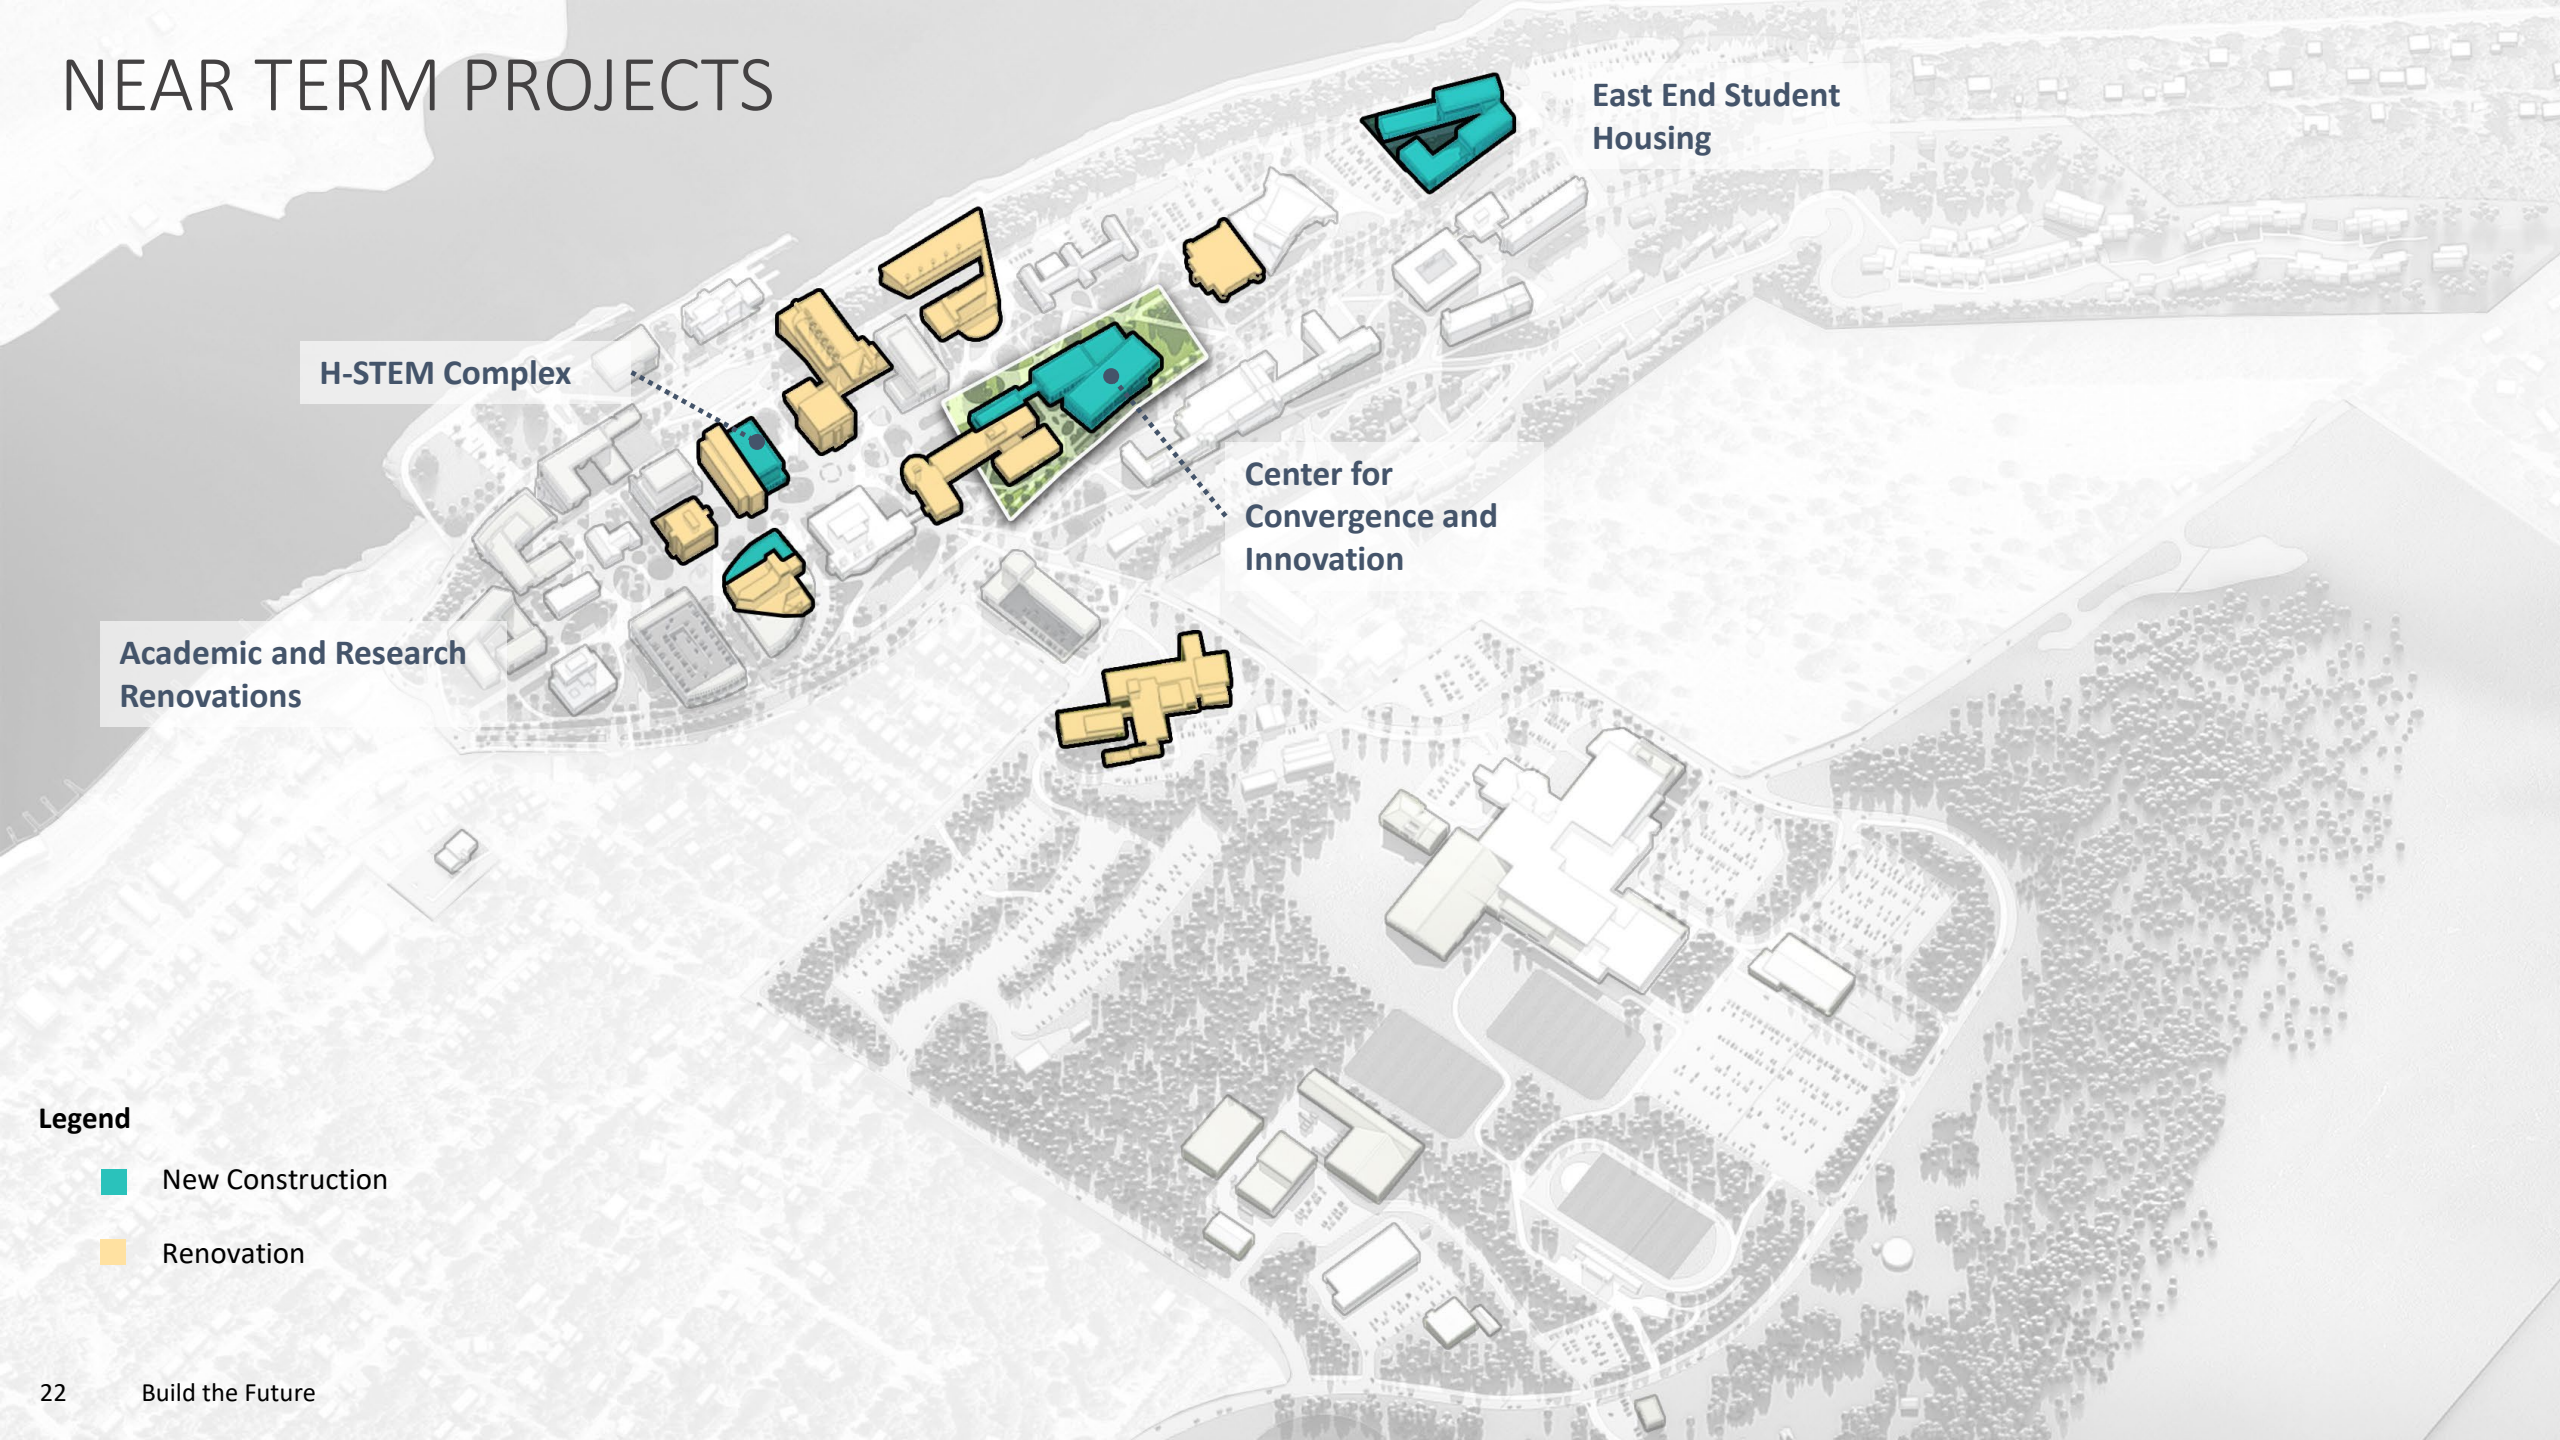 NEAR TERM PROJECTS
East End Student
Housing
H-STEM Complex
Center for
Convergence and
Innovation
Academic and Research
Renovations
Legend
New Construction
Renovation
22
Build the Future